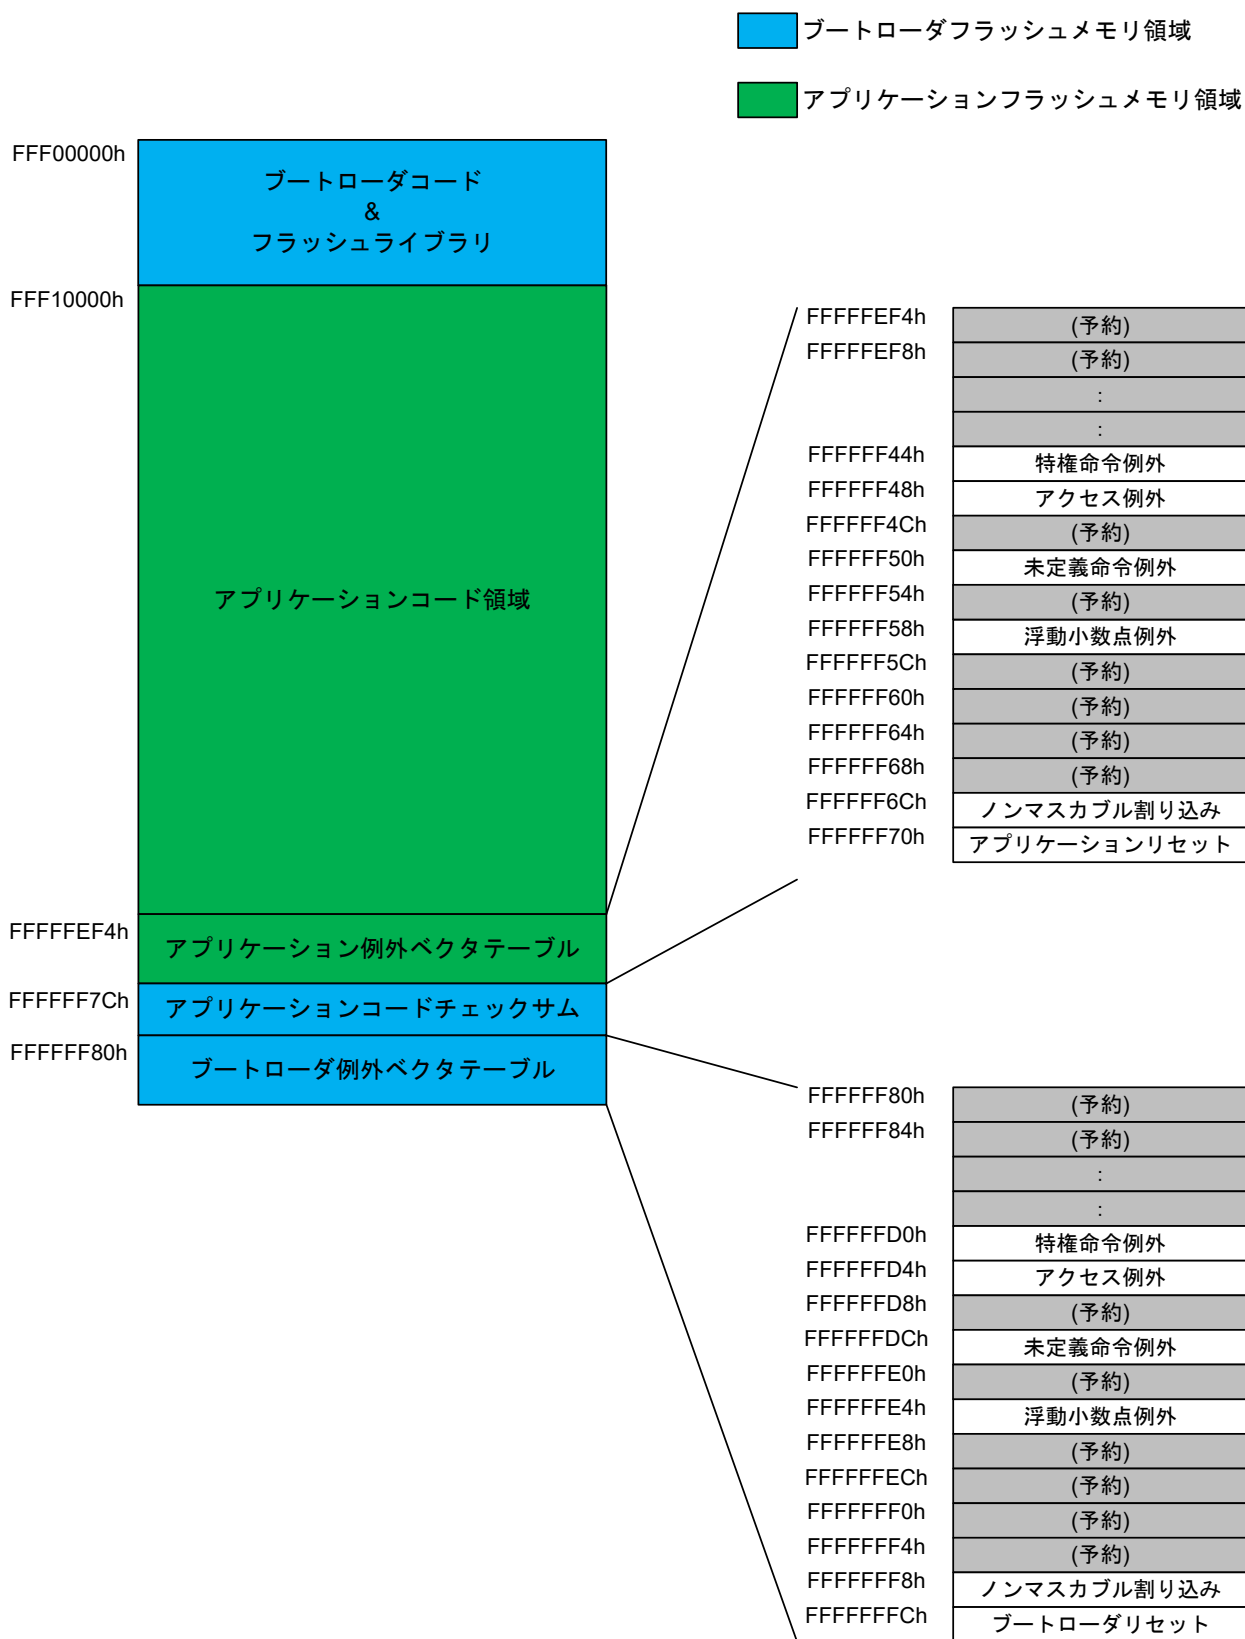 ブートローダフラッシュメモリ領域
アプリケーションフラッシュメモリ領域
FFF00000h
ブートローダコード
&
フラッシュライブラリ
FFF10000h
アプリケーションコード領域
FFFFFEF4h
アプリケーション例外ベクタテーブル
FFFFFF7Ch
アプリケーションコードチェックサム
FFFFFF80h
ブートローダ例外ベクタテーブル
FFFFFEF4h (予約)
FFFFFEF8h (予約)
:
:
FFFFFF44h 特権命令例外
FFFFFF48h アクセス例外
FFFFFF4Ch (予約)
FFFFFF50h 未定義命令例外
FFFFFF54h (予約)
FFFFFF58h 浮動小数点例外
FFFFFF5Ch (予約)
FFFFFF60h (予約)
FFFFFF64h (予約)
FFFFFF68h (予約)
FFFFFF6Ch ノンマスカブル割り込み
FFFFFF70h アプリケーションリセット
FFFFFF80h (予約)
FFFFFF84h (予約)
:
:
FFFFFFD0h 特権命令例外
FFFFFFD4h アクセス例外
FFFFFFD8h (予約)
FFFFFFDCh 未定義命令例外
FFFFFFE0h (予約)
FFFFFFE4h 浮動小数点例外
FFFFFFE8h (予約)
FFFFFFECh (予約)
FFFFFFF0h (予約)
FFFFFFF4h (予約)
FFFFFFF8h ノンマスカブル割り込み
FFFFFFFCh ブートローダリセット